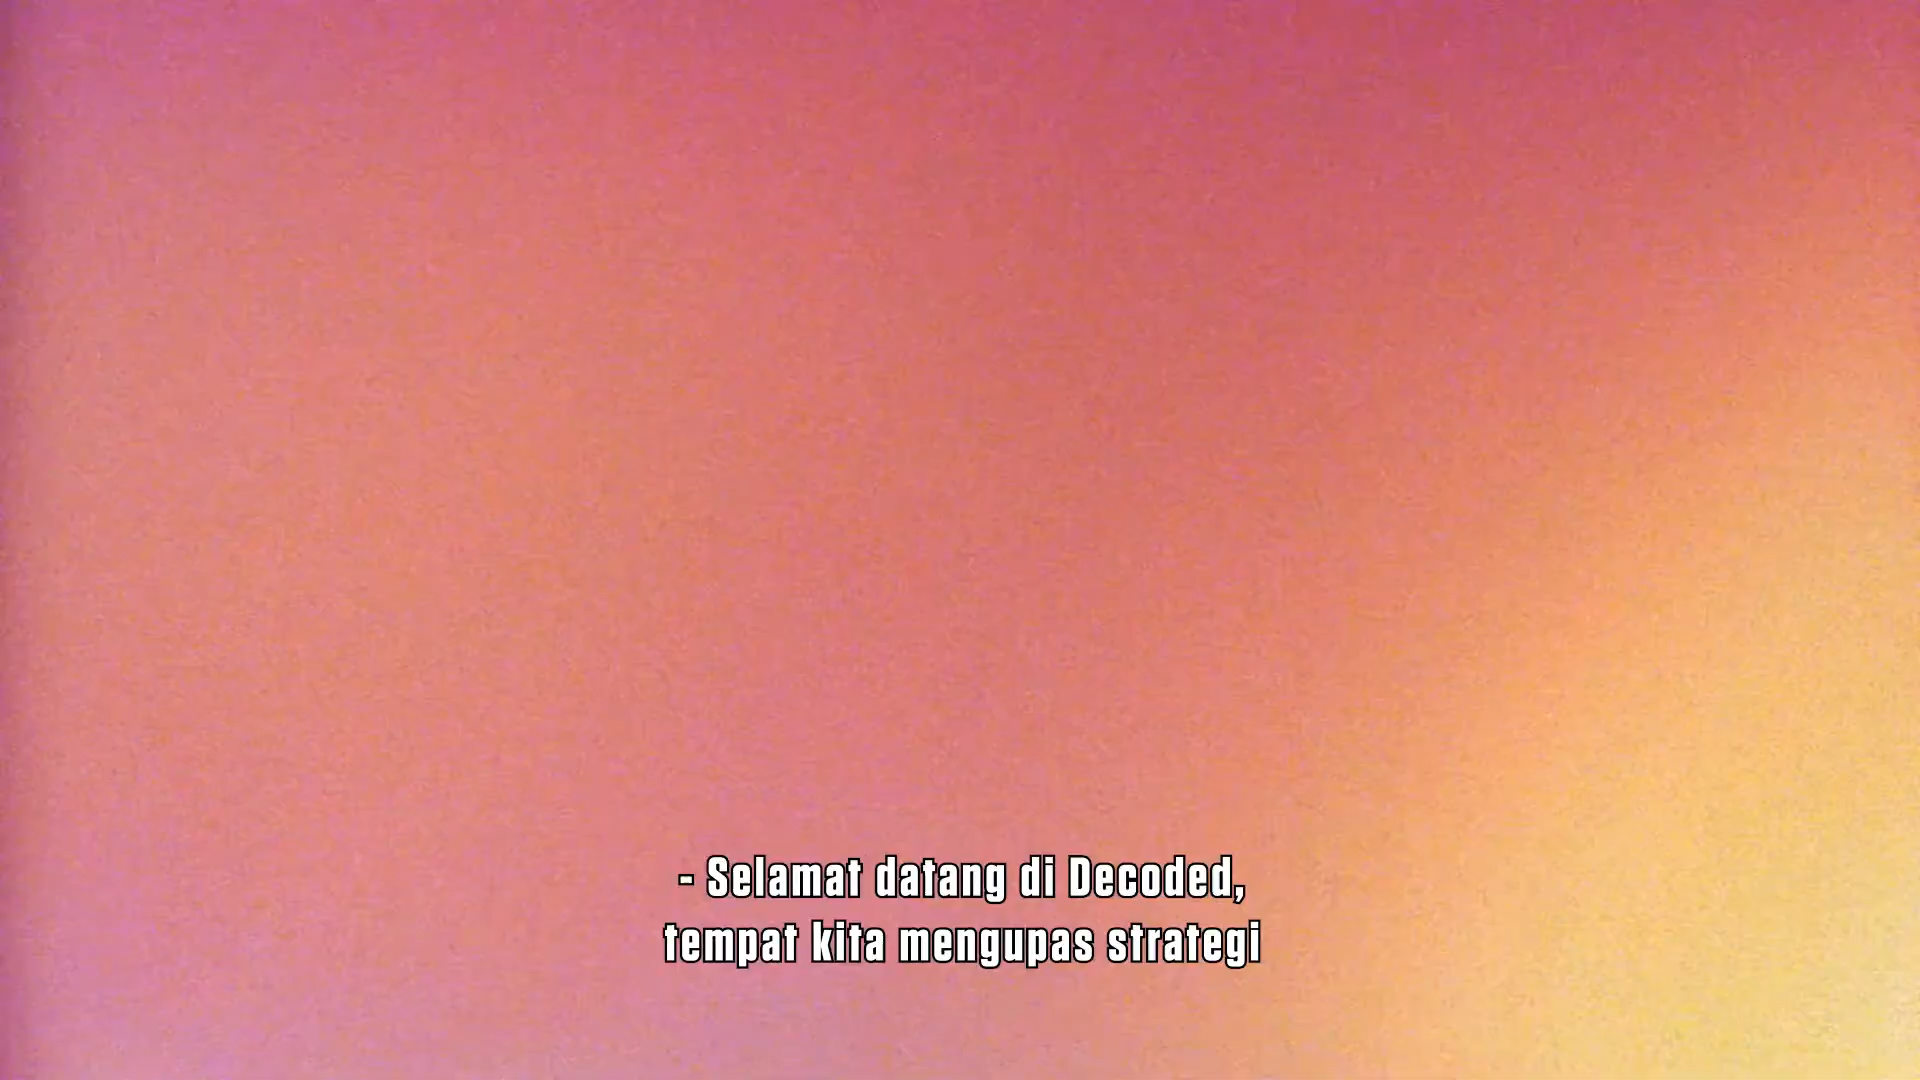 - Selamat datang di Decoded,
tempat kita mengupas strategi